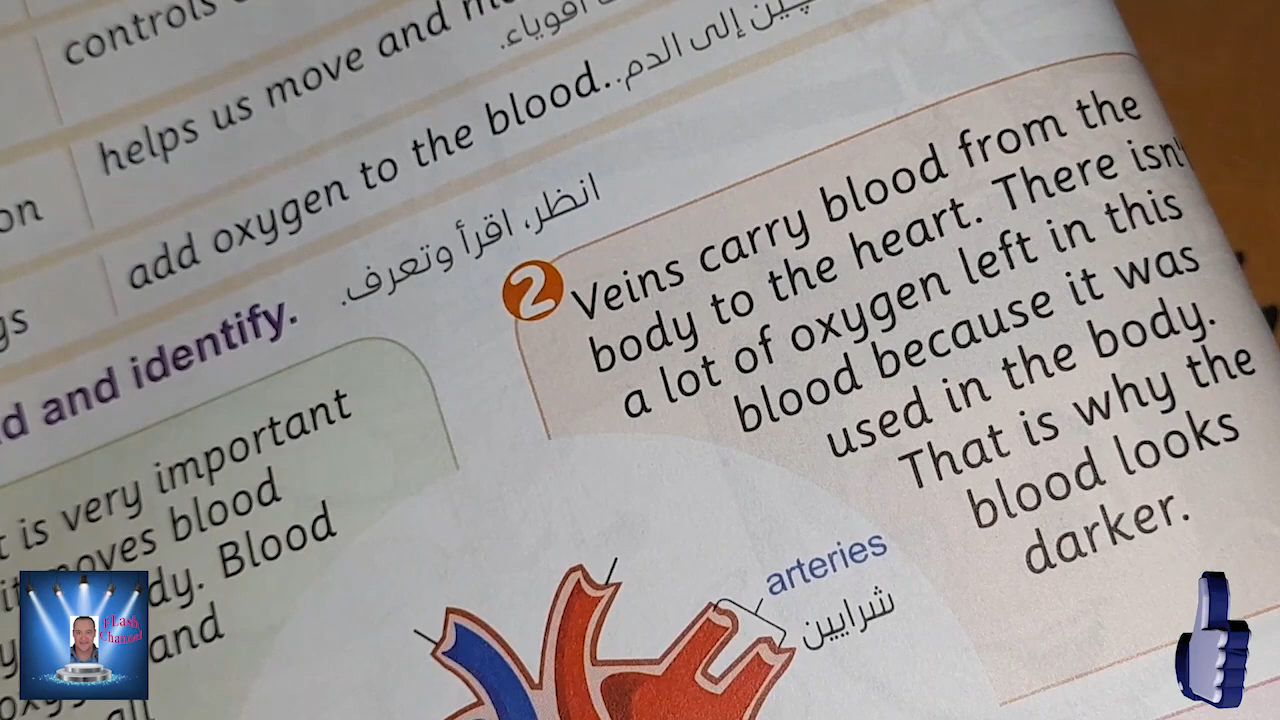 controls
helps us move and
أقوياء.
on
add oxygen to the blood..
إلى الدم
gs
d and identify.
انظر، اقرأ وتعرف.
is very important
moves blood
dy. Blood
and
all
2 Veins carry blood from the
body to the heart. There isn'
a lot of oxygen left in this
blood because it was
used in the body.
That is why the
blood looks
darker.
arteries
شرايين
FLash
Channel